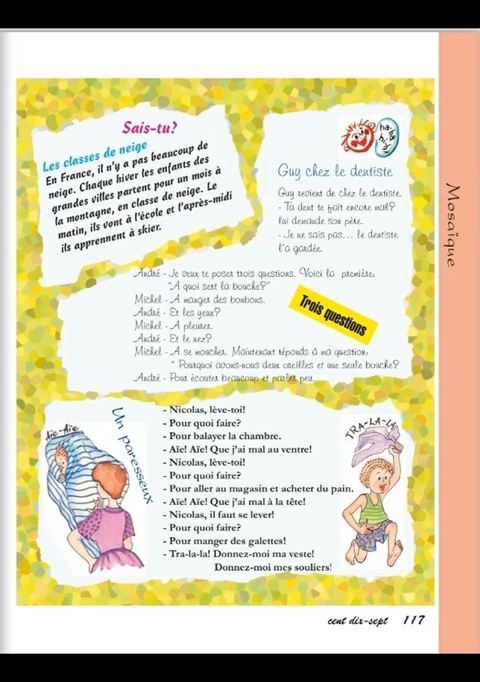 Sais-tu?
Les classes de neige
En France, il n'y a pas beaucoup de
neige. Chaque hiver les enfants des
grandes villes partent pour un mois à
la montagne, en classe de neige. Le
matin, ils vont à l'école et l'après-midi
ils apprennent à skier.
Guy chez le dentiste
Guy revient de chez le dentiste.
- Ta dent te fait encore mal?
lui demande son père.
- Je ne sais pas... le dentiste
l'a gardée.
Mosaïque
André - Je veux te poser trois questions. Voici la première:
"A quoi sert la bouche?"
Michel - A manger des bonbons.
André - Et les yeux?
Michel - A pleurer.
André - Et le nez?
Michel - A se moucher. Maintenant réponds à ma question:
" Pourquoi avons-nous deux oreilles et une seule bouche?
André - Pour écouter beaucoup et parler peu.
Trois questions
Un paresseux
Aïe-Aïe
- Nicolas, lève-toi!
- Pour quoi faire?
- Pour balayer la chambre.
- Aïe! Aïe! Que j'ai mal au ventre!
- Nicolas, lève-toi!
- Pour quoi faire?
- Pour aller au magasin et acheter du pain.
- Aïe! Aïe! Que j'ai mal à la tête!
- Nicolas, il faut se lever!
- Pour quoi faire?
- Pour manger des galettes!
- Tra-la-la! Donnez-moi ma veste!
Donnez-moi mes souliers!
TRA-LA-LA
cent dix-sept 117